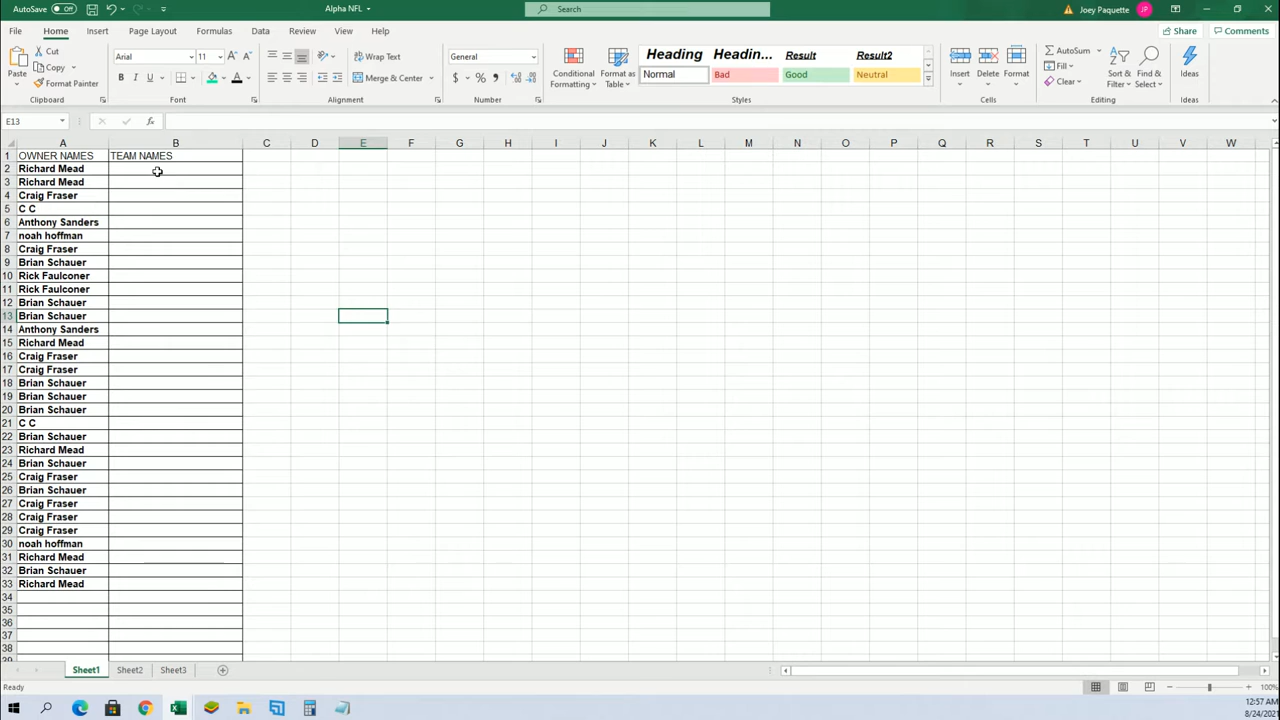 AutoSave Off
Alpha NFL
Search
Joey Paquette JP
File Home Insert Page Layout Formulas Data Review View Help
Share Comments
Paste
Cut
Copy
Format Painter
Clipboard
Arial 11
B I U
Font
Wrap Text
Merge & Center
Alignment
General
$ % ,
Number
Conditional Formatting
Format as Table
Heading Headin... Result Result2
Normal Bad Good Neutral
Styles
Insert Delete Format
Cells
AutoSum
Fill
Clear
Sort & Filter
Find & Select
Editing
Ideas
Ideas
E13 fx
A B C D E F G H I J K L M N O P Q R S T U V W
1 OWNER NAMES TEAM NAMES
2 Richard Mead
3 Richard Mead
4 Craig Fraser
5 C C
6 Anthony Sanders
7 noah hoffman
8 Craig Fraser
9 Brian Schauer
10 Rick Faulconer
11 Rick Faulconer
12 Brian Schauer
13 Brian Schauer
14 Anthony Sanders
15 Richard Mead
16 Craig Fraser
17 Craig Fraser
18 Brian Schauer
19 Brian Schauer
20 Brian Schauer
21 C C
22 Brian Schauer
23 Richard Mead
24 Brian Schauer
25 Craig Fraser
26 Brian Schauer
27 Craig Fraser
28 Craig Fraser
29 Craig Fraser
30 noah hoffman
31 Richard Mead
32 Brian Schauer
33 Richard Mead
34
35
36
37
38
39
Sheet1 Sheet2 Sheet3
Ready
100%
12:57 AM